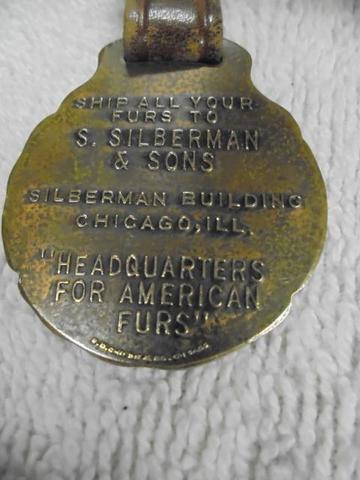 SHIP ALL YOUR
FURS TO
S. SILBERMAN
& SONS
SILBERMAN BUILDING
CHICAGO, ILL.
"HEADQUARTERS
FOR AMERICAN
FURS"